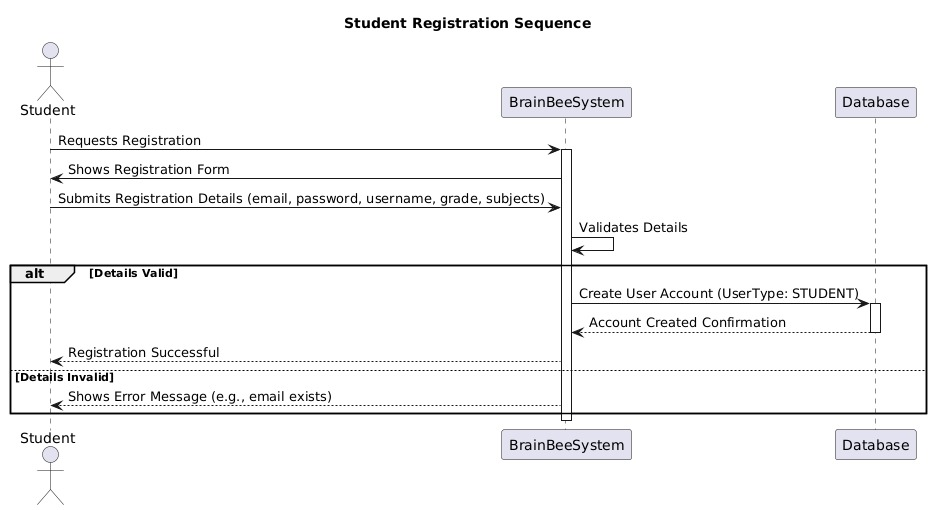 Student Registration Sequence
Student
BrainBeeSystem
Database
Requests Registration
Shows Registration Form
Submits Registration Details (email, password, username, grade, subjects)
Validates Details
alt
[Details Valid]
Create User Account (UserType: STUDENT)
Account Created Confirmation
Registration Successful
[Details Invalid]
Shows Error Message (e.g., email exists)
Student
BrainBeeSystem
Database